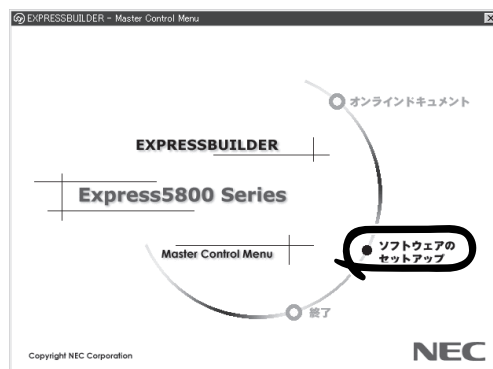 EXPRESSBUILDER - Master Control Menu
オンラインドキュメント
EXPRESSBUILDER
Express5800 Series
ソフトウェアの
セットアップ
Master Control Menu
終了
Copyright NEC Corporation
NEC